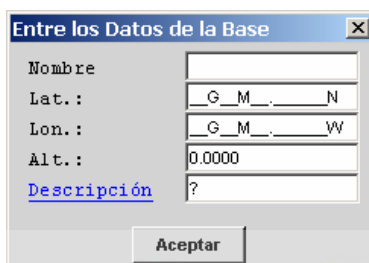 Entre los Datos de la Base
Nombre
Lat.: __G__M__.______N
Lon.: __G__M__.______W
Alt.: 0.0000
Descripción ?
Aceptar